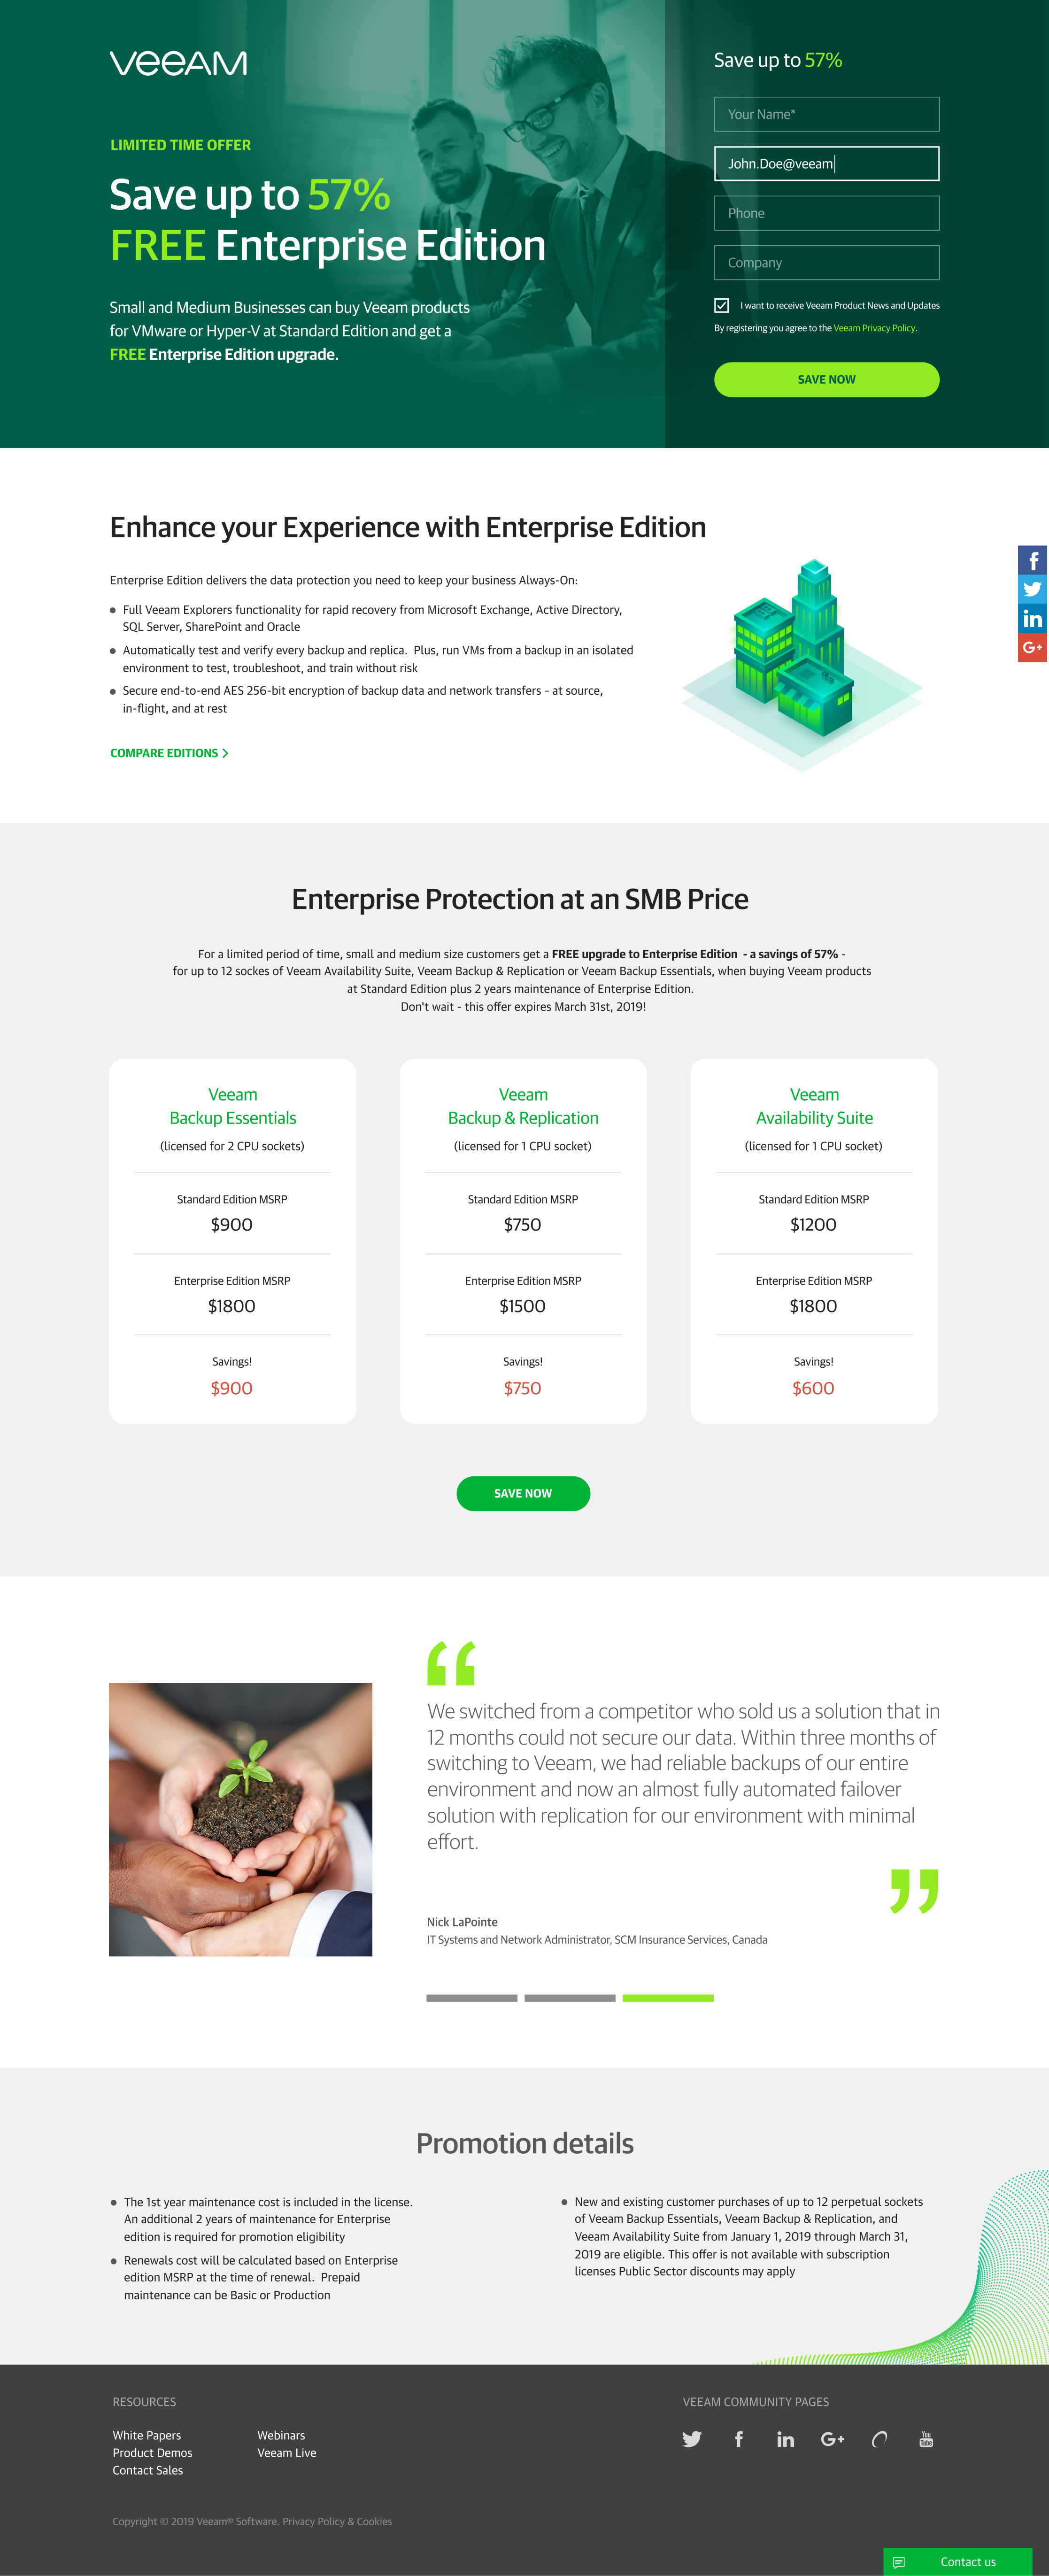 veeAM
LIMITED TIME OFFER
Save up to 57%
FREE Enterprise Edition
Small and Medium Businesses can buy Veeam products
for VMware or Hyper-V at Standard Edition and get a
FREE Enterprise Edition upgrade.
Save up to 57%
Your Name*
John.Doe@veeam
Phone
Company
I want to receive Veeam Product News and Updates
By registering you agree to the Veeam Privacy Policy.
SAVE NOW
Enhance your Experience with Enterprise Edition
Enterprise Edition delivers the data protection you need to keep your business Always-On:
Full Veeam Explorers functionality for rapid recovery from Microsoft Exchange, Active Directory,
SQL Server, SharePoint and Oracle
Automatically test and verify every backup and replica. Plus, run VMs from a backup in an isolated
environment to test, troubleshoot, and train without risk
Secure end-to-end AES 256-bit encryption of backup data and network transfers – at source,
in-flight, and at rest
COMPARE EDITIONS >
f
in
G+
Enterprise Protection at an SMB Price
For a limited period of time, small and medium size customers get a FREE upgrade to Enterprise Edition - a savings of 57% -
for up to 12 sockes of Veeam Availability Suite, Veeam Backup & Replication or Veeam Backup Essentials, when buying Veeam products
at Standard Edition plus 2 years maintenance of Enterprise Edition.
Don't wait - this offer expires March 31st, 2019!
Veeam
Backup Essentials
(licensed for 2 CPU sockets)
Standard Edition MSRP
$900
Enterprise Edition MSRP
$1800
Savings!
$900
Veeam
Backup & Replication
(licensed for 1 CPU socket)
Standard Edition MSRP
$750
Enterprise Edition MSRP
$1500
Savings!
$750
Veeam
Availability Suite
(licensed for 1 CPU socket)
Standard Edition MSRP
$1200
Enterprise Edition MSRP
$1800
Savings!
$600
SAVE NOW
“
We switched from a competitor who sold us a solution that in
12 months could not secure our data. Within three months of
switching to Veeam, we had reliable backups of our entire
environment and now an almost fully automated failover
solution with replication for our environment with minimal
effort.
”
Nick LaPointe
IT Systems and Network Administrator, SCM Insurance Services, Canada
Promotion details
The 1st year maintenance cost is included in the license.
An additional 2 years of maintenance for Enterprise
edition is required for promotion eligibility
Renewals cost will be calculated based on Enterprise
edition MSRP at the time of renewal. Prepaid
maintenance can be Basic or Production
New and existing customer purchases of up to 12 perpetual sockets
of Veeam Backup Essentials, Veeam Backup & Replication, and
Veeam Availability Suite from January 1, 2019 through March 31,
2019 are eligible. This offer is not available with subscription
licenses Public Sector discounts may apply
RESOURCES
White Papers
Product Demos
Contact Sales
Webinars
Veeam Live
VEEAM COMMUNITY PAGES
f
in
G+
You
Tube
Copyright © 2019 Veeam® Software. Privacy Policy & Cookies
Contact us